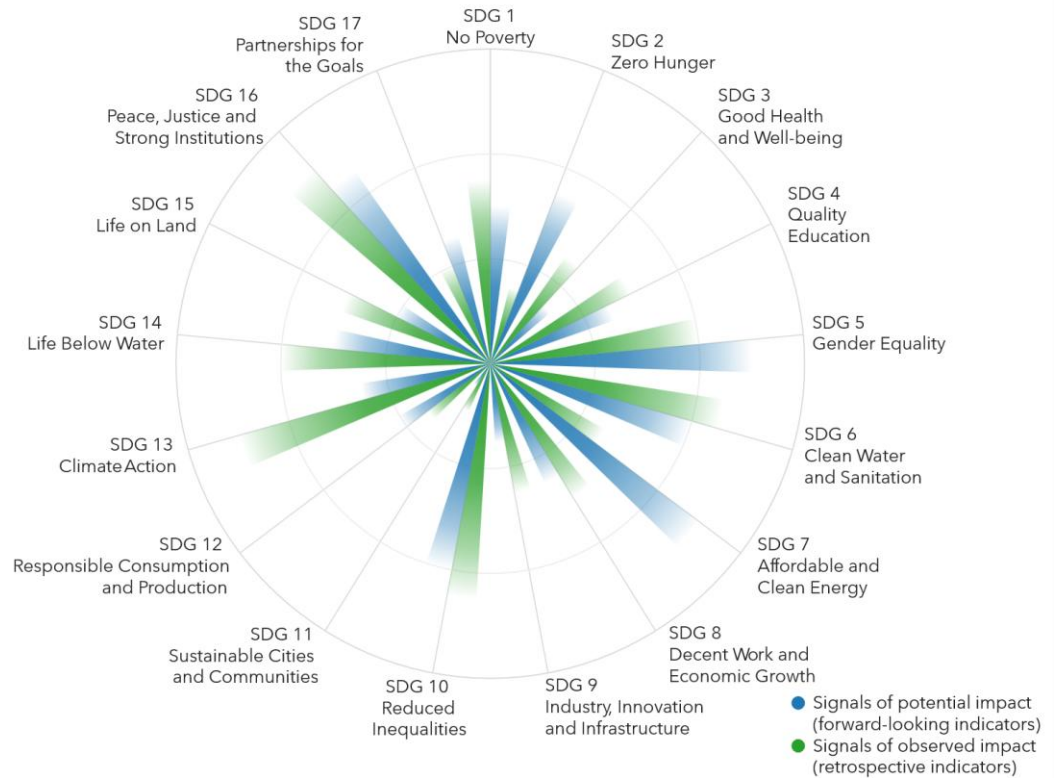 SDG 1
No Poverty
SDG 2
Zero Hunger
SDG 3
Good Health
and Well-being
SDG 4
Quality
Education
SDG 5
Gender Equality
SDG 6
Clean Water
and Sanitation
SDG 7
Affordable and
Clean Energy
SDG 8
Decent Work and
Economic Growth
SDG 9
Industry, Innovation
and Infrastructure
SDG 10
Reduced
Inequalities
SDG 11
Sustainable Cities
and Communities
SDG 12
Responsible Consumption
and Production
SDG 13
Climate Action
SDG 14
Life Below Water
SDG 15
Life on Land
SDG 16
Peace, Justice and
Strong Institutions
SDG 17
Partnerships for
the Goals
Signals of potential impact
(forward-looking indicators)
Signals of observed impact
(retrospective indicators)